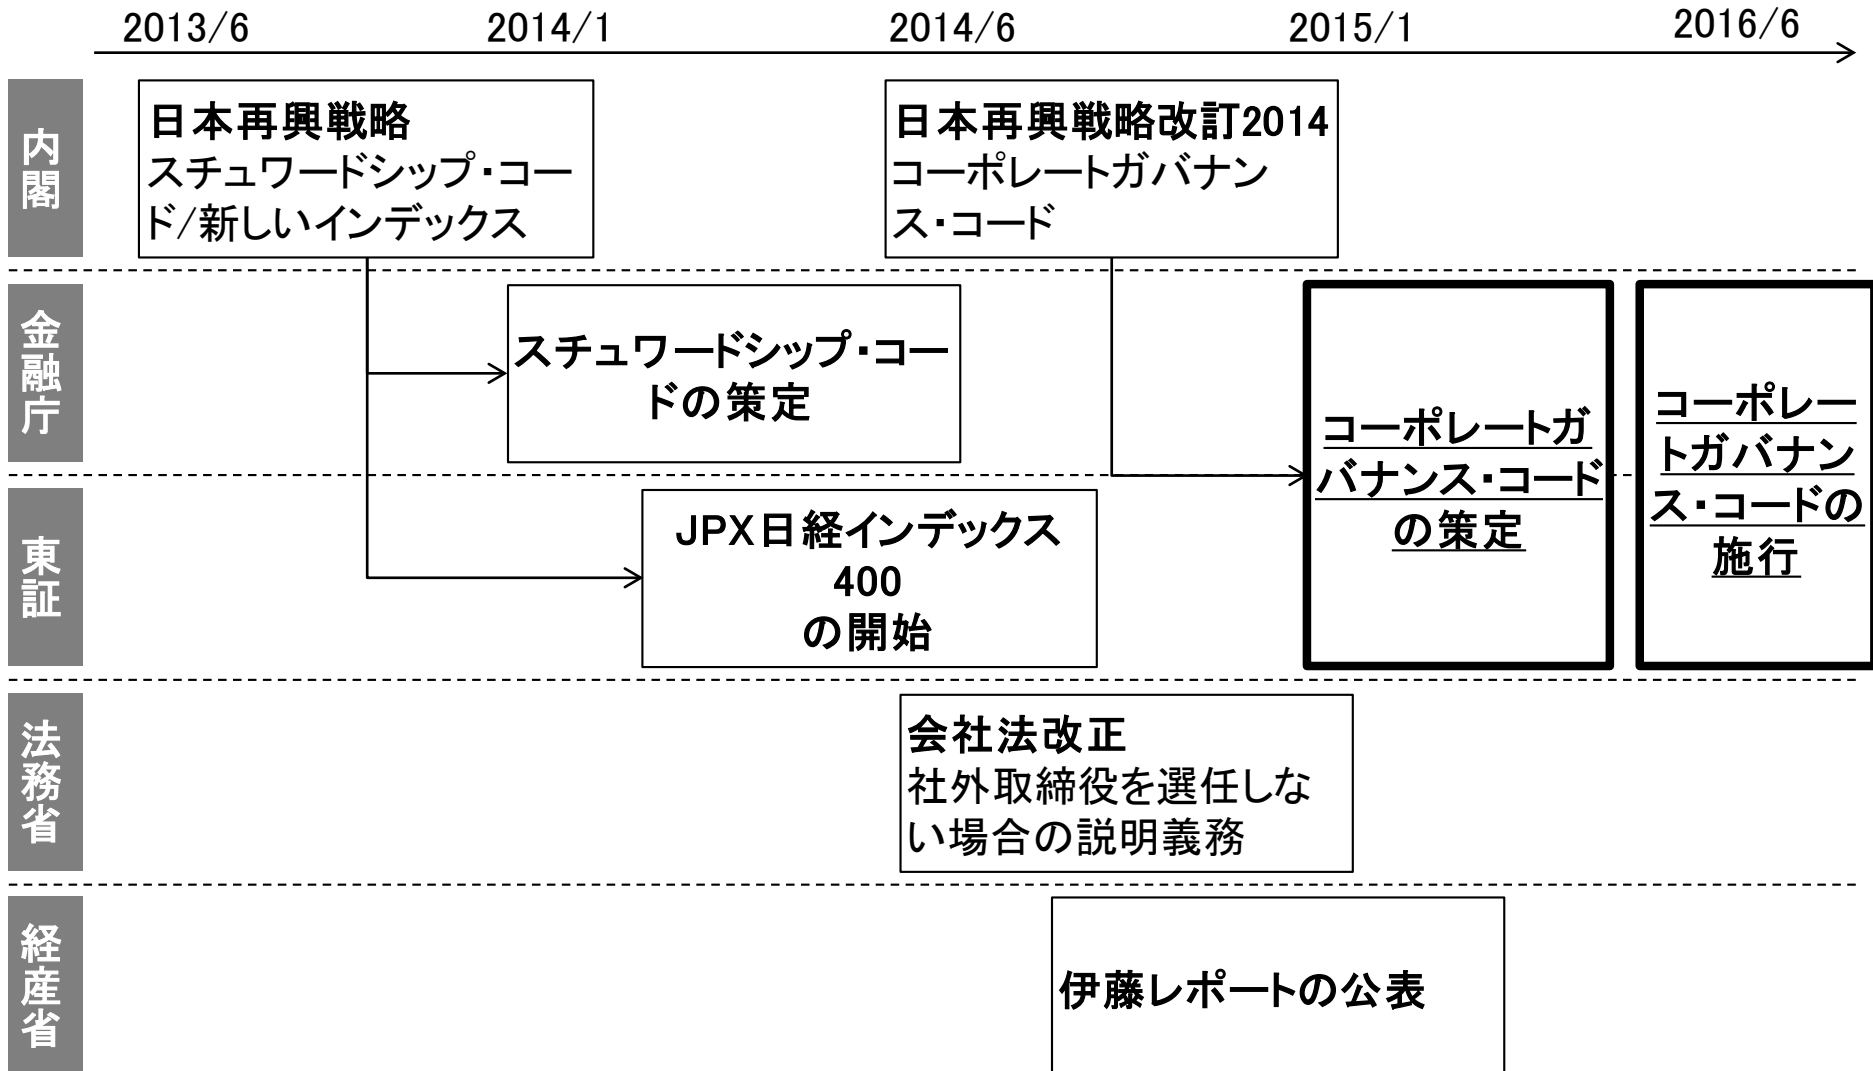 2013/6 2014/1 2014/6 2015/1 2016/6
内閣
日本再興戦略
スチュワードシップ・コー
ド/新しいインデックス
日本再興戦略改訂2014
コーポレートガバナン
ス・コード
金融庁
スチュワードシップ・コー
ドの策定
コーポレートガ
バナンス・コード
の策定
コーポレー
トガバナン
ス・コードの
施行
東証
JPX日経インデックス
400
の開始
法務省
会社法改正
社外取締役を選任しな
い場合の説明義務
経産省
伊藤レポートの公表